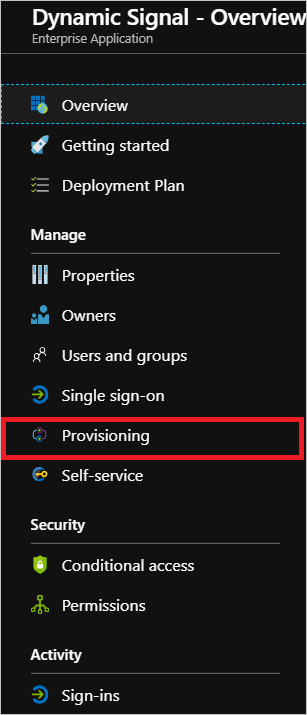 Dynamic Signal - Overview
Enterprise Application
Overview
Getting started
Deployment Plan
Manage
Properties
Owners
Users and groups
Single sign-on
Provisioning
Self-service
Security
Conditional access
Permissions
Activity
Sign-ins